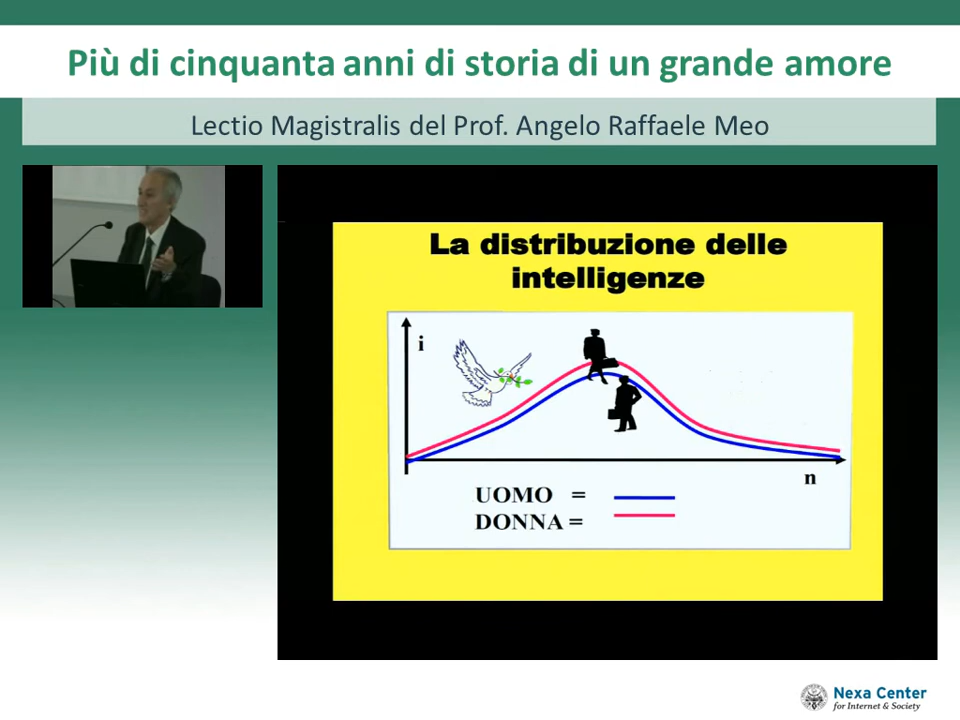 Più di cinquanta anni di storia di un grande amore
Lectio Magistralis del Prof. Angelo Raffaele Meo
La distribuzione delle
intelligenze
i
n
UOMO =
DONNA =
Nexa Center
for Internet & Society